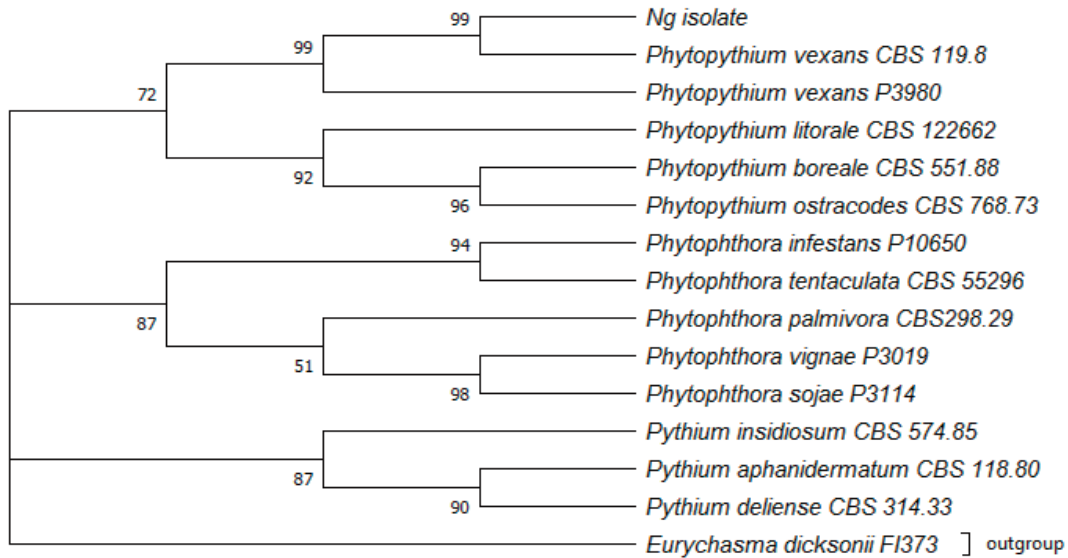 99
Ng isolate
99
Phytopythium vexans CBS 119.8
72
Phytopythium vexans P3980
Phytopythium litorale CBS 122662
92
Phytopythium boreale CBS 551.88
96
Phytopythium ostracodes CBS 768.73
94
Phytophthora infestans P10650
Phytophthora tentaculata CBS 55296
87
Phytophthora palmivora CBS298.29
51
Phytophthora vignae P3019
98
Phytophthora sojae P3114
Pythium insidiosum CBS 574.85
87
Pythium aphanidermatum CBS 118.80
90
Pythium deliense CBS 314.33
Eurychasma dicksonii FI373 ] outgroup